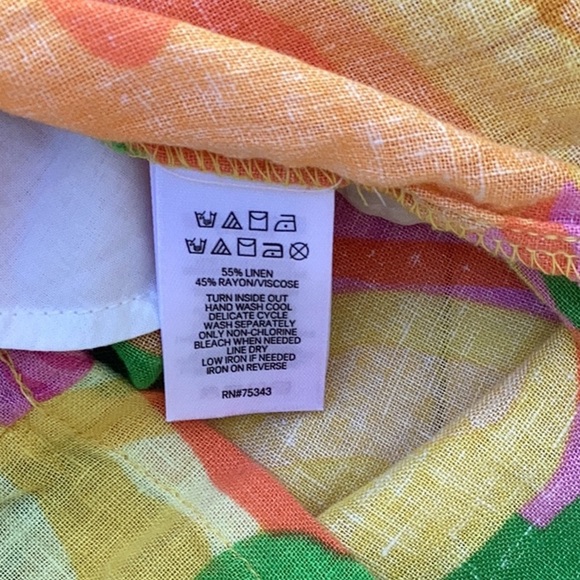 55% LINEN
45% RAYON/VISCOSE
TURN INSIDE OUT
HAND WASH COOL
DELICATE CYCLE
WASH SEPARATELY
ONLY NON-CHLORINE
BLEACH WHEN NEEDED
LINE DRY
LOW IRON IF NEEDED
IRON ON REVERSE
RN#75343